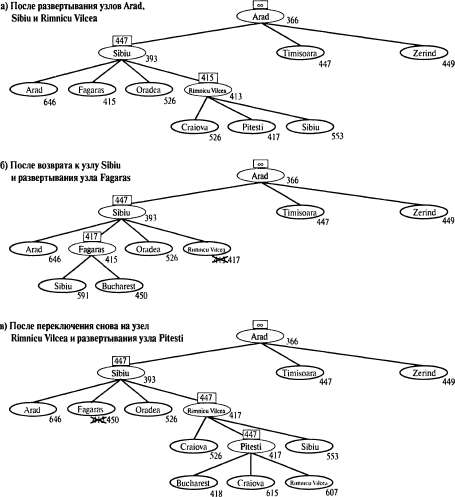 а) После развертывания узлов Arad,
Sibiu и Rimnicu Vilcea
∞
Arad
366
447
Sibiu
393
Timisoara
447
Zerind
449
Arad
646
Fagaras
415
Oradea
526
415
Rimnicu Vilcea
413
Craiova
526
Pitesti
417
Sibiu
553
б) После возврата к узлу Sibiu
и развертывания узла Fagaras
∞
Arad
366
447
Sibiu
393
Timisoara
447
Zerind
449
Arad
646
417
Fagaras
415
Oradea
526
Rimnicu Vilcea
413 417
Sibiu
591
Bucharest
450
в) После переключения снова на узел
Rimnicu Vilcea и развертывания узла Pitesti
∞
Arad
366
447
Sibiu
393
Timisoara
447
Zerind
449
Arad
646
Fagaras
415 450
Oradea
526
447
Rimnicu Vilcea
417
Craiova
526
447
Pitesti
417
Sibiu
553
Bucharest
418
Craiova
615
Rimnicu Vilcea
607